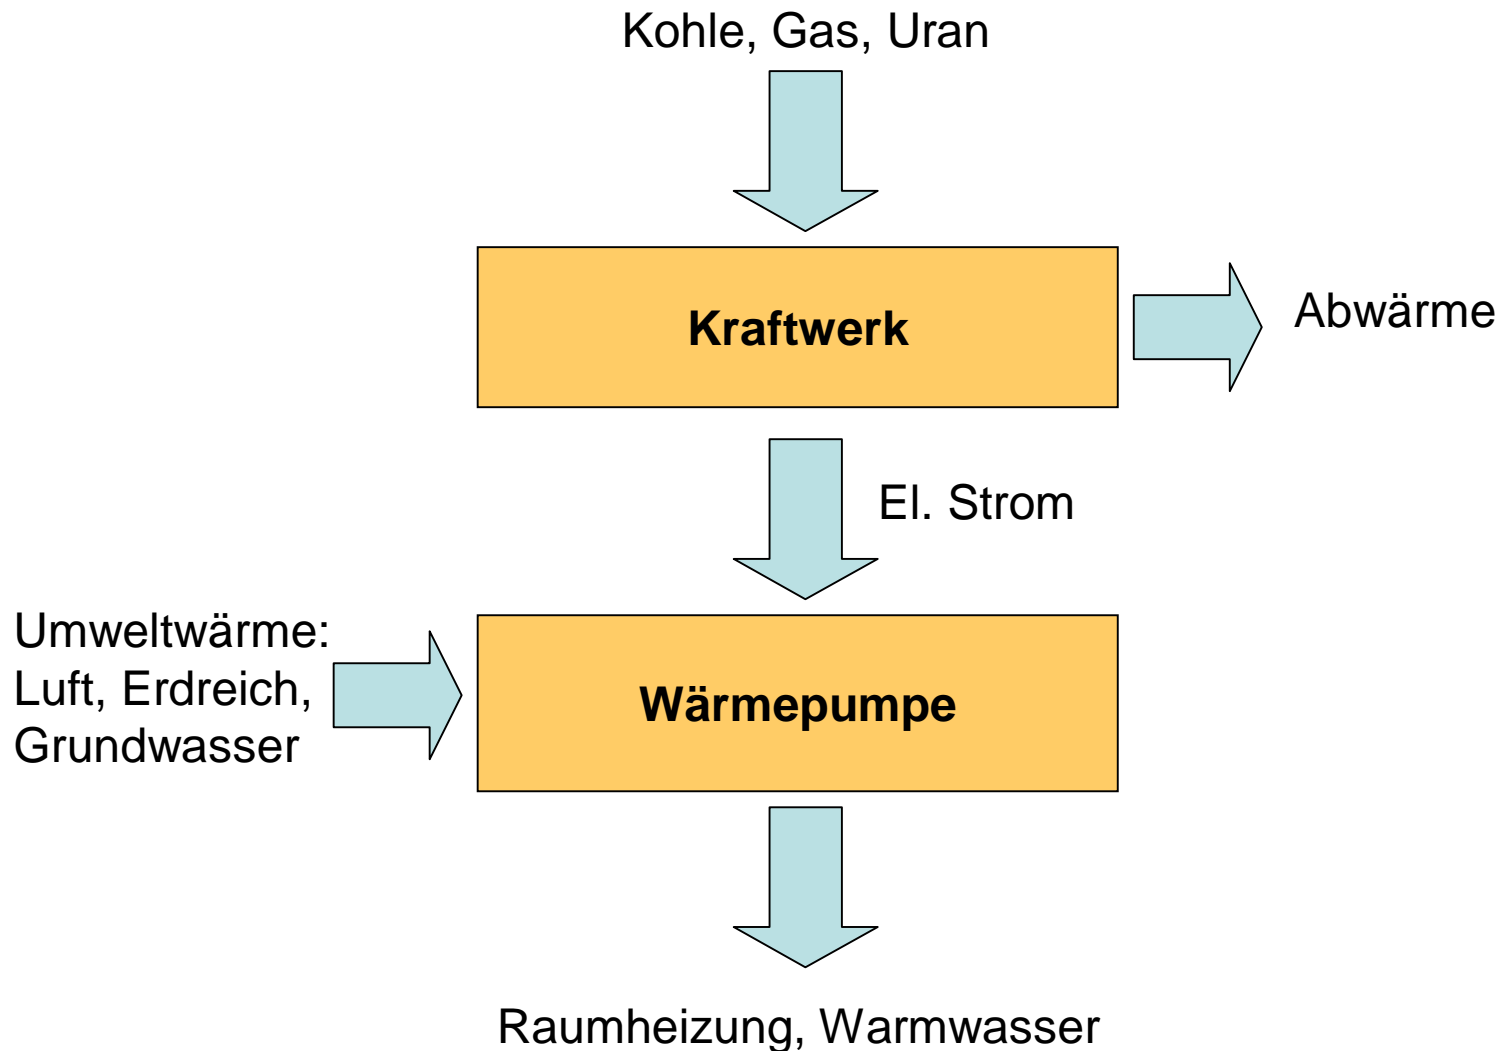 Kohle, Gas, Uran
Kraftwerk
Abwärme
El. Strom
Umweltwärme:
Luft, Erdreich,
Grundwasser
Wärmepumpe
Raumheizung, Warmwasser